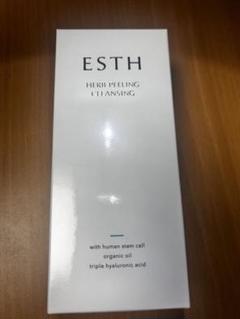 ESTH
HERB PEELING
CLEANSING
with human stem cell
organic oil
triple hyaluronic acid